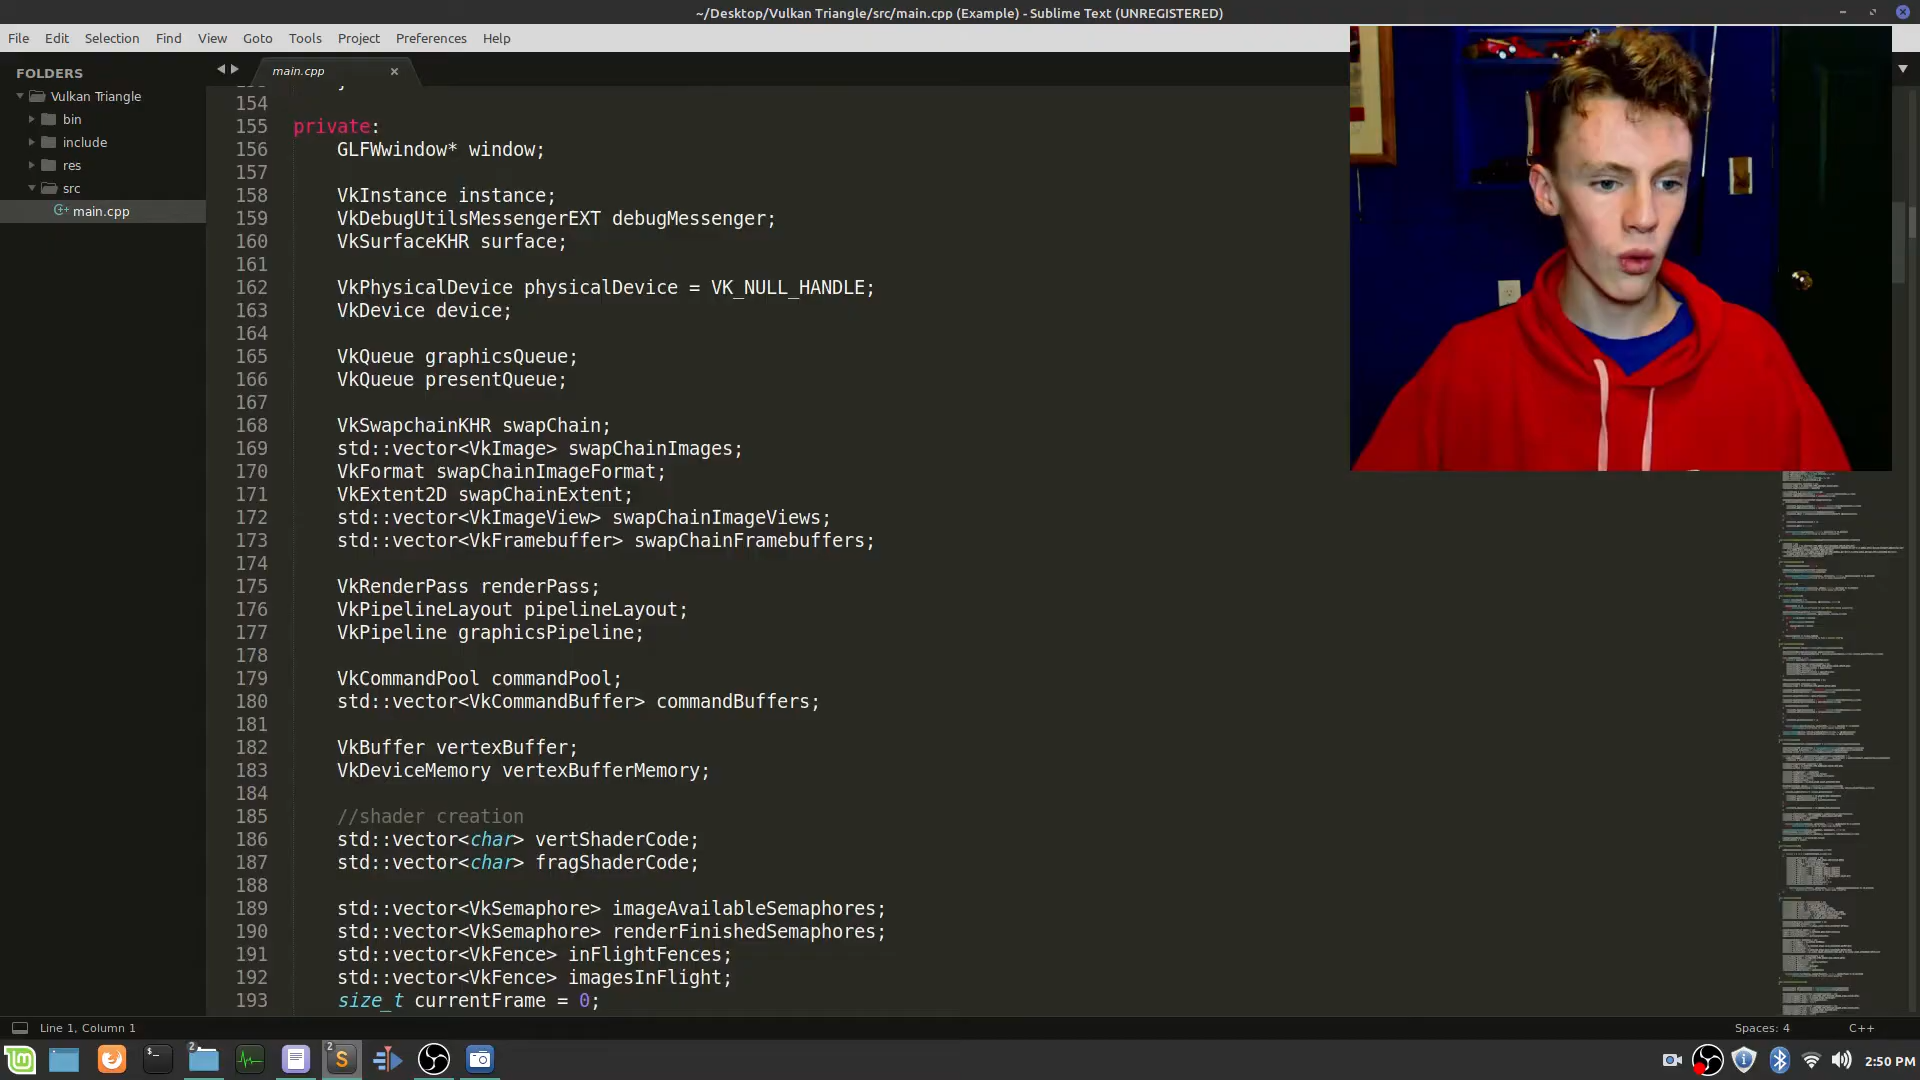 ~/Desktop/Vulkan Triangle/src/main.cpp (Example) - Sublime Text (UNREGISTERED)
File Edit Selection Find View Goto Tools Project Preferences Help
FOLDERS
Vulkan Triangle
bin
include
res
src
main.cpp
main.cpp
154
155 private:
156 GLFWwindow* window;
157
158 VkInstance instance;
159 VkDebugUtilsMessengerEXT debugMessenger;
160 VkSurfaceKHR surface;
161
162 VkPhysicalDevice physicalDevice = VK_NULL_HANDLE;
163 VkDevice device;
164
165 VkQueue graphicsQueue;
166 VkQueue presentQueue;
167
168 VkSwapchainKHR swapChain;
169 std::vector<VkImage> swapChainImages;
170 VkFormat swapChainImageFormat;
171 VkExtent2D swapChainExtent;
172 std::vector<VkImageView> swapChainImageViews;
173 std::vector<VkFramebuffer> swapChainFramebuffers;
174
175 VkRenderPass renderPass;
176 VkPipelineLayout pipelineLayout;
177 VkPipeline graphicsPipeline;
178
179 VkCommandPool commandPool;
180 std::vector<VkCommandBuffer> commandBuffers;
181
182 VkBuffer vertexBuffer;
183 VkDeviceMemory vertexBufferMemory;
184
185 //shader creation
186 std::vector<char> vertShaderCode;
187 std::vector<char> fragShaderCode;
188
189 std::vector<VkSemaphore> imageAvailableSemaphores;
190 std::vector<VkSemaphore> renderFinishedSemaphores;
191 std::vector<VkFence> inFlightFences;
192 std::vector<VkFence> imagesInFlight;
193 size_t currentFrame = 0;
Line 1, Column 1
Spaces: 4
C++
2
2
2:50 PM